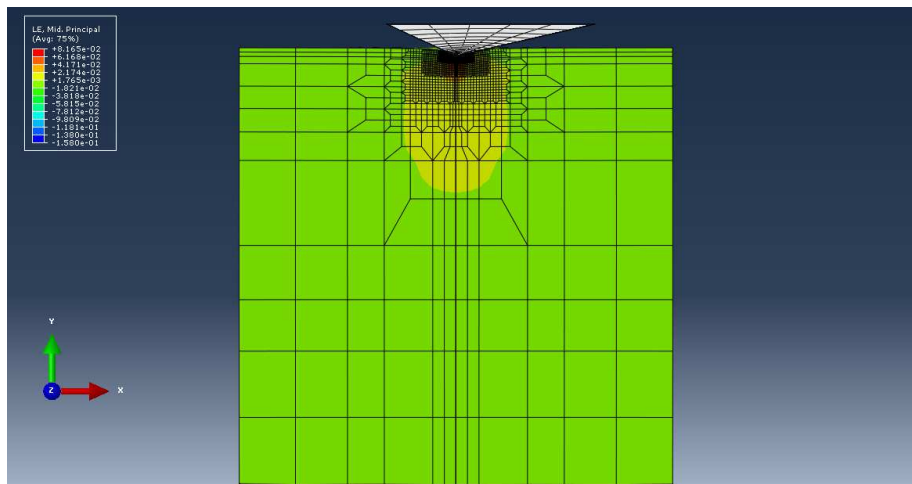 LE, Mid. Principal
(Avg: 75%)
+8.165e-02
+6.168e-02
+4.171e-02
+2.174e-02
+1.765e-03
-1.821e-02
-3.818e-02
-5.815e-02
-7.812e-02
-9.809e-02
-1.181e-01
-1.380e-01
-1.580e-01
Y
Z
X